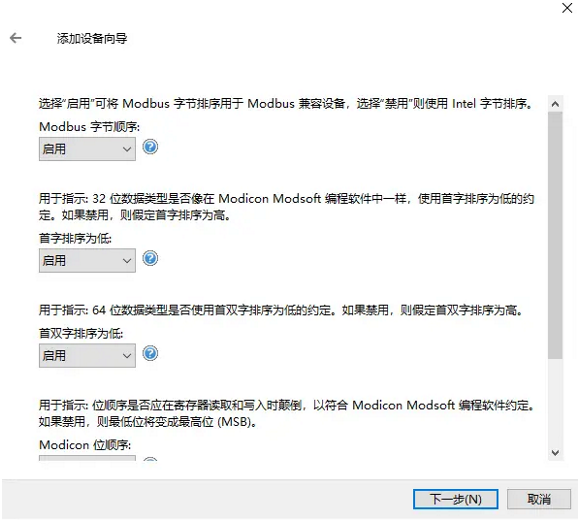 添加设备向导
选择“启用”可将 Modbus 字节排序用于 Modbus 兼容设备，选择“禁用”则使用 Intel 字节排序。
Modbus 字节顺序:
启用
用于指示: 32 位数据类型是否像在 Modicon Modsoft 编程软件中一样，使用首字排序为低的约
定。如果禁用，则假定首字排序为高。
首字排序为低:
启用
用于指示: 64 位数据类型是否使用首双字排序为低的约定。如果禁用，则假定首双字排序为高。
首双字排序为低:
启用
用于指示: 位顺序是否应在寄存器读取和写入时颠倒，以符合 Modicon Modsoft 编程软件约定。
如果禁用，则最低位将变成最高位 (MSB)。
Modicon 位顺序:
下一步(N)
取消